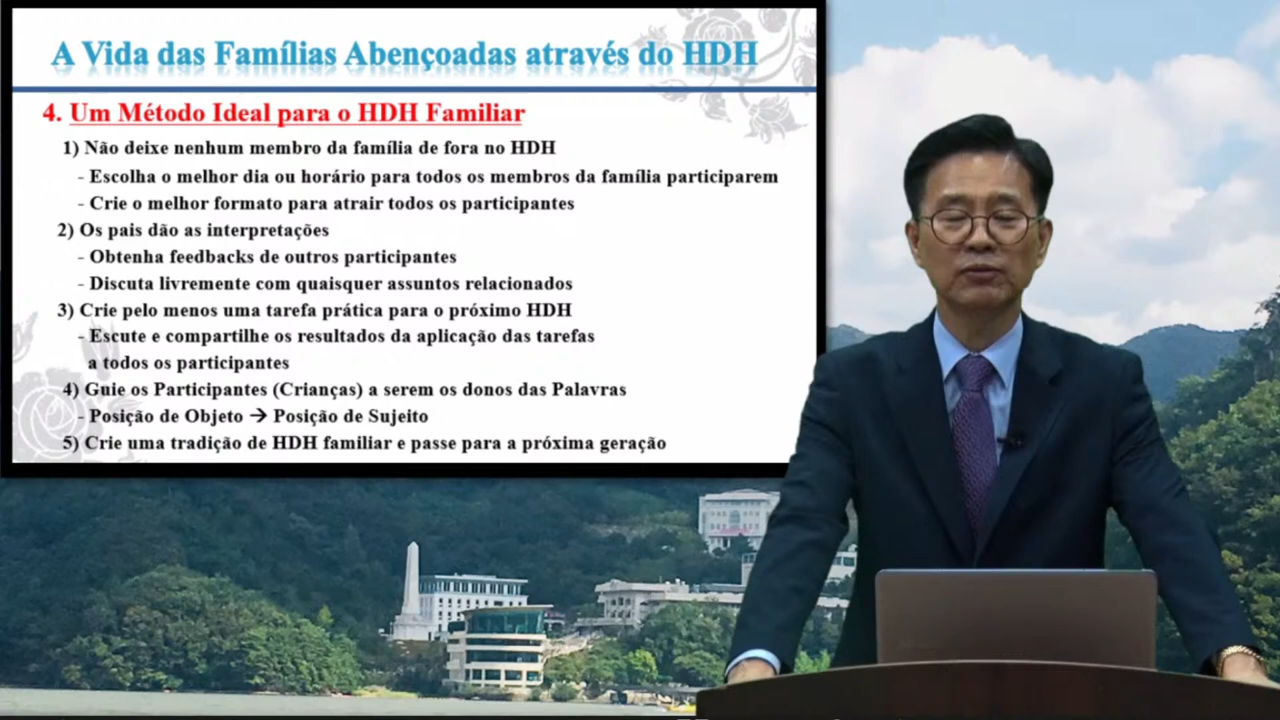 A Vida das Famílias Abençoadas através do HDH
4. Um Método Ideal para o HDH Familiar
1) Não deixe nenhum membro da família de fora no HDH
- Escolha o melhor dia ou horário para todos os membros da família participarem
- Crie o melhor formato para atrair todos os participantes
2) Os pais dão as interpretações
- Obtenha feedbacks de outros participantes
- Discuta livremente com quaisquer assuntos relacionados
3) Crie pelo menos uma tarefa prática para o próximo HDH
- Escute e compartilhe os resultados da aplicação das tarefas
a todos os participantes
4) Guie os Participantes (Crianças) a serem os donos das Palavras
- Posição de Objeto → Posição de Sujeito
5) Crie uma tradição de HDH familiar e passe para a próxima geração